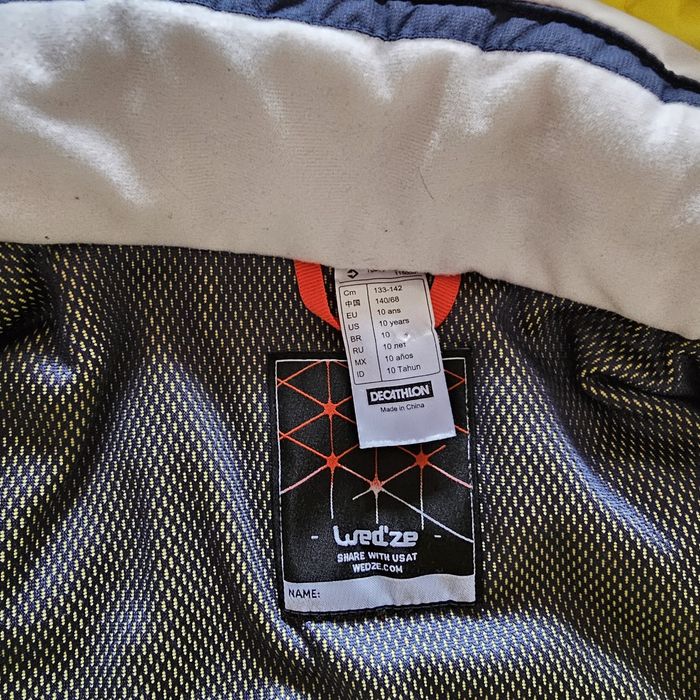 Cm 133-142
中国 140/68
EU 10 ans
US 10 years
BR 10
RU 10 лет
MX 10 años
ID 10 Tahun
DECATHLON
Made in China
- Wed'ze -
SHARE WITH US AT
WEDZE.COM
NAME: